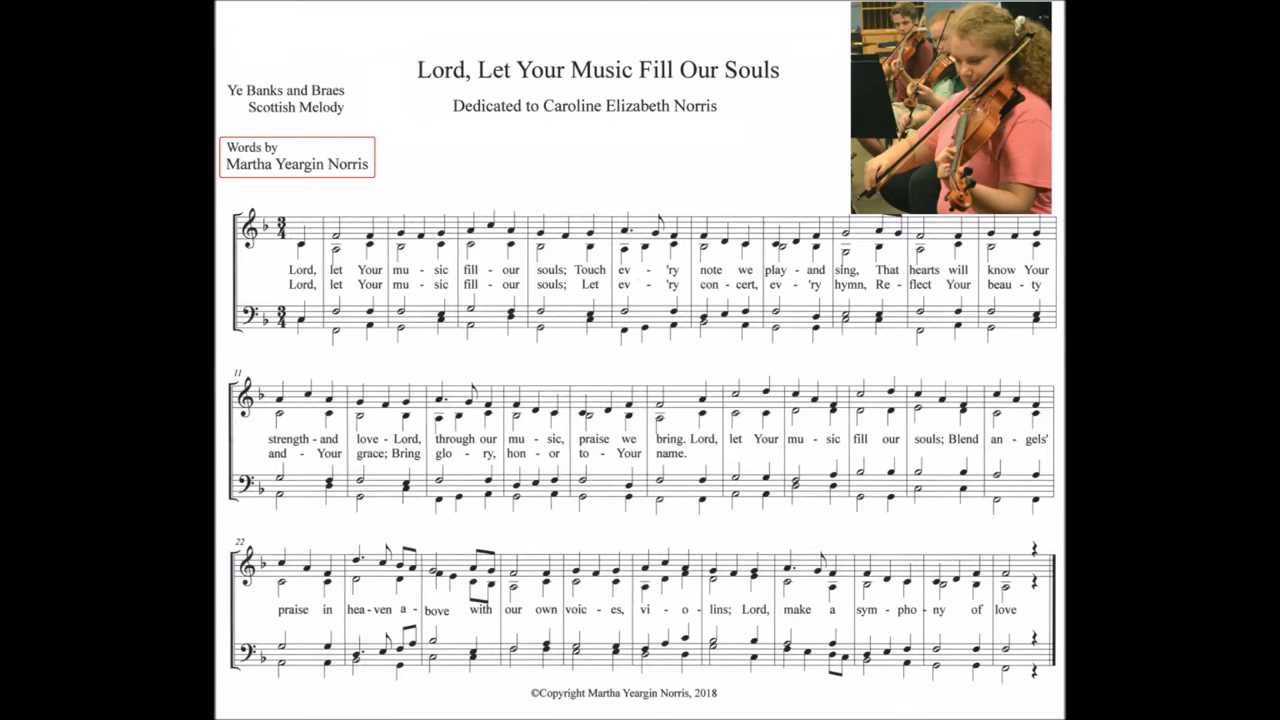 Lord, Let Your Music Fill Our Souls
Ye Banks and Braes
Scottish Melody
Dedicated to Caroline Elizabeth Norris
Words by
Martha Yeargin Norris
3
4
Lord, let Your mu - sic fill - our souls; Touch ev - 'ry note we play - and sing, That hearts will know Your
Lord, let Your mu - sic fill - our souls; Let ev - 'ry con - cert, ev - 'ry hymn, Re - flect Your beau - ty
3
4
11
strength - and love - Lord, through our mu - sic, praise we bring. Lord, let Your mu - sic fill our souls; Blend an - gels'
and - Your grace; Bring glo - ry, hon - or to - Your name.
22
praise in hea - ven a - bove with our own voic - es, vi - o - lins; Lord, make a sym - pho - ny of love
©Copyright Martha Yeargin Norris, 2018